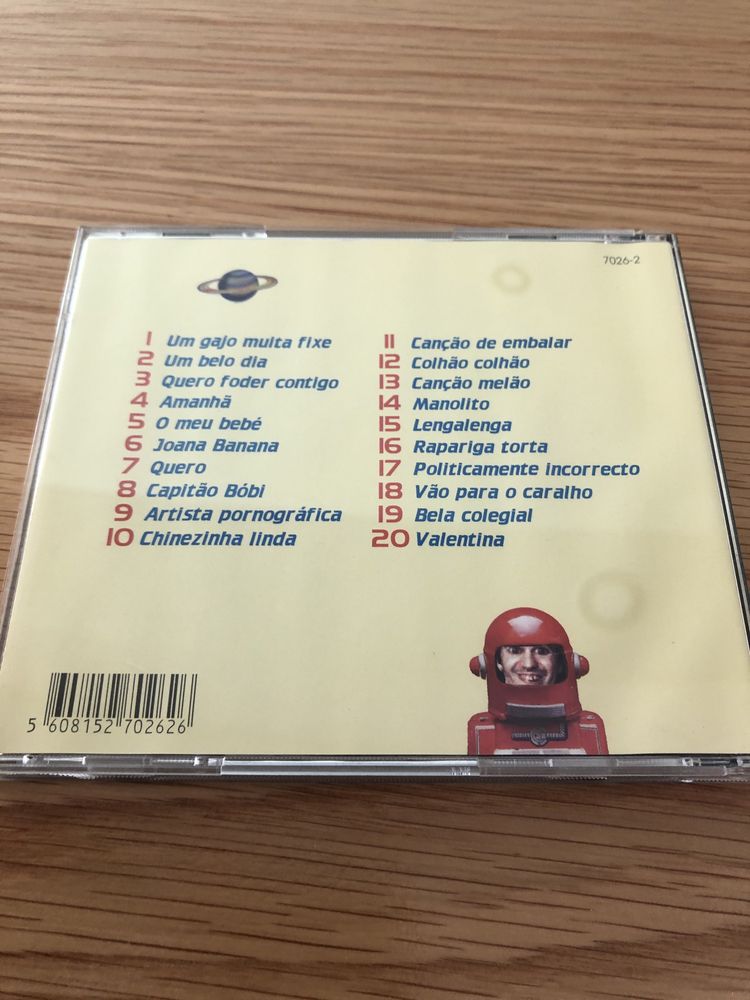 7026-2
1 Um gajo muita fixe
2 Um belo dia
3 Quero foder contigo
4 Amanhã
5 O meu bebé
6 Joana Banana
7 Quero
8 Capitão Bóbi
9 Artista pornográfica
10 Chinezinha linda
11 Canção de embalar
12 Colhão colhão
13 Canção melão
14 Manolito
15 Lengalenga
16 Rapariga torta
17 Politicamente incorrecto
18 Vão para o caralho
19 Bela colegial
20 Valentina
5 608152 702626